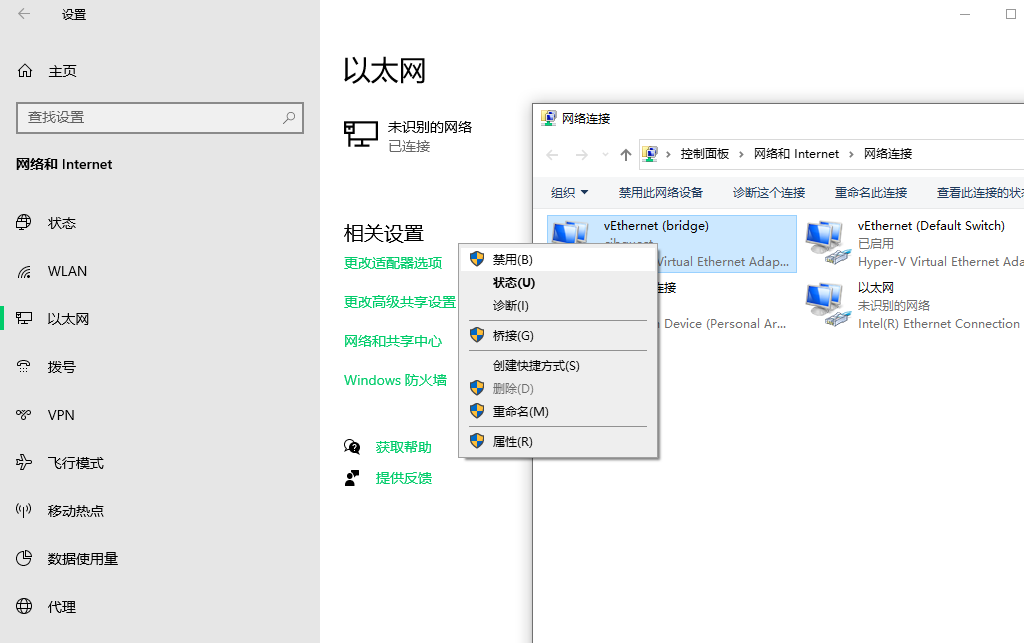 设置
主页
查找设置
网络和 Internet
状态
WLAN
以太网
拨号
VPN
飞行模式
移动热点
数据使用量
代理
以太网
未识别的网络
已连接
相关设置
更改适配器选项
更改高级共享设置
网络和共享中心
Windows 防火墙
获取帮助
提供反馈
网络连接
控制面板 › 网络和 Internet › 网络连接
组织 禁用此网络设备 诊断这个连接 重命名此连接 查看此连接的状
vEthernet (bridge)
Virtual Ethernet Adap...
vEthernet (Default Switch)
已启用
Hyper-V Virtual Ethernet Ada
连接
Device (Personal Ar...
以太网
未识别的网络
Intel(R) Ethernet Connection
禁用(B)
状态(U)
诊断(I)
桥接(G)
创建快捷方式(S)
删除(D)
重命名(M)
属性(R)